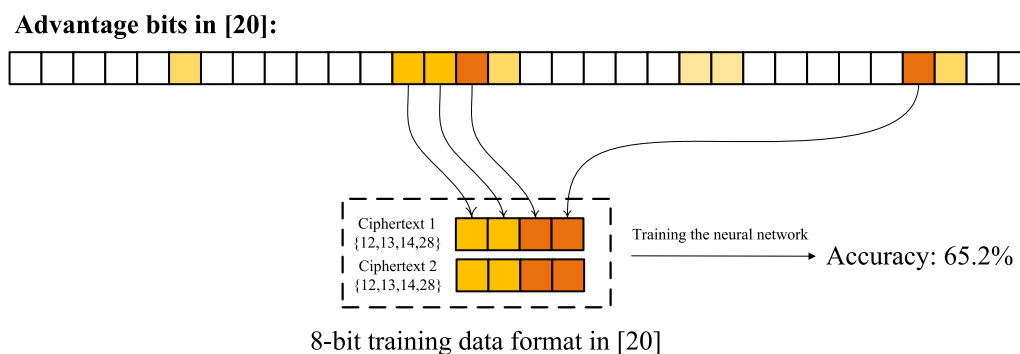 Advantage bits in [20]:
Ciphertext 1
{12,13,14,28}
Ciphertext 2
{12,13,14,28}
Training the neural network
Accuracy: 65.2%
8-bit training data format in [20]